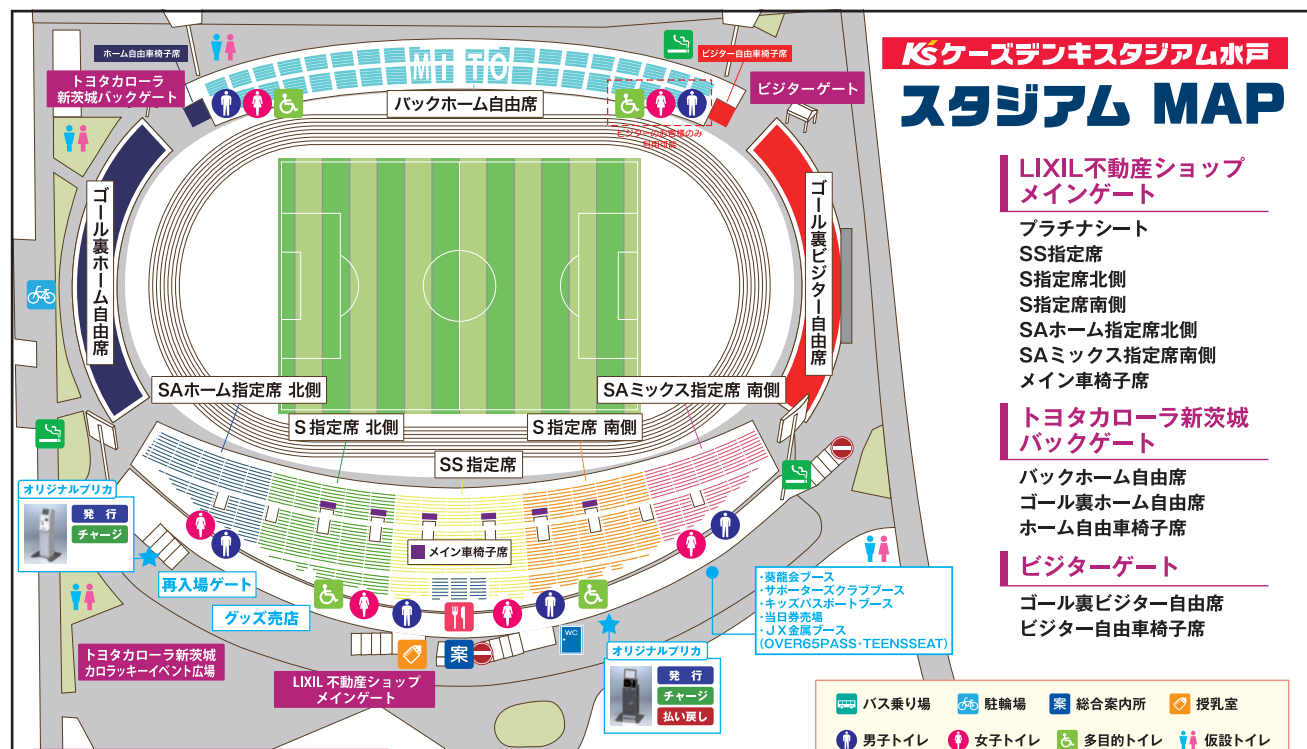 K'sケーズデンキスタジアム水戸
スタジアム MAP
ホーム自由車椅子席
トヨタカローラ
新茨城バックゲート
MITO
バックホーム自由席
ビジター自由車椅子席
ビジターゲート
ビジターのお客様のみ
利用可能
ゴール裏ホーム自由席
ゴール裏ビジター自由席
SAホーム指定席 北側
S指定席 北側
SS指定席
S指定席 南側
SAミックス指定席 南側
メイン車椅子席
オリジナルプリカ
発行
チャージ
再入場ゲート
グッズ売店
トヨタカローラ新茨城
カロラッキーイベント広場
LIXIL不動産ショップ
メインゲート
案
WC
オリジナルプリカ
発行
チャージ
払い戻し
・葵龍会ブース
・サポーターズクラブブース
・キッズパスポートブース
・当日券売場
・JX金属ブース
(OVER65PASS・TEENSSEAT)
LIXIL不動産ショップ
メインゲート
プラチナシート
SS指定席
S指定席北側
S指定席南側
SAホーム指定席北側
SAミックス指定席南側
メイン車椅子席
トヨタカローラ新茨城
バックゲート
バックホーム自由席
ゴール裏ホーム自由席
ホーム自由車椅子席
ビジターゲート
ゴール裏ビジター自由席
ビジター自由車椅子席
バス乗り場 駐輪場 案 総合案内所 授乳室
男子トイレ 女子トイレ 多目的トイレ 仮設トイレ